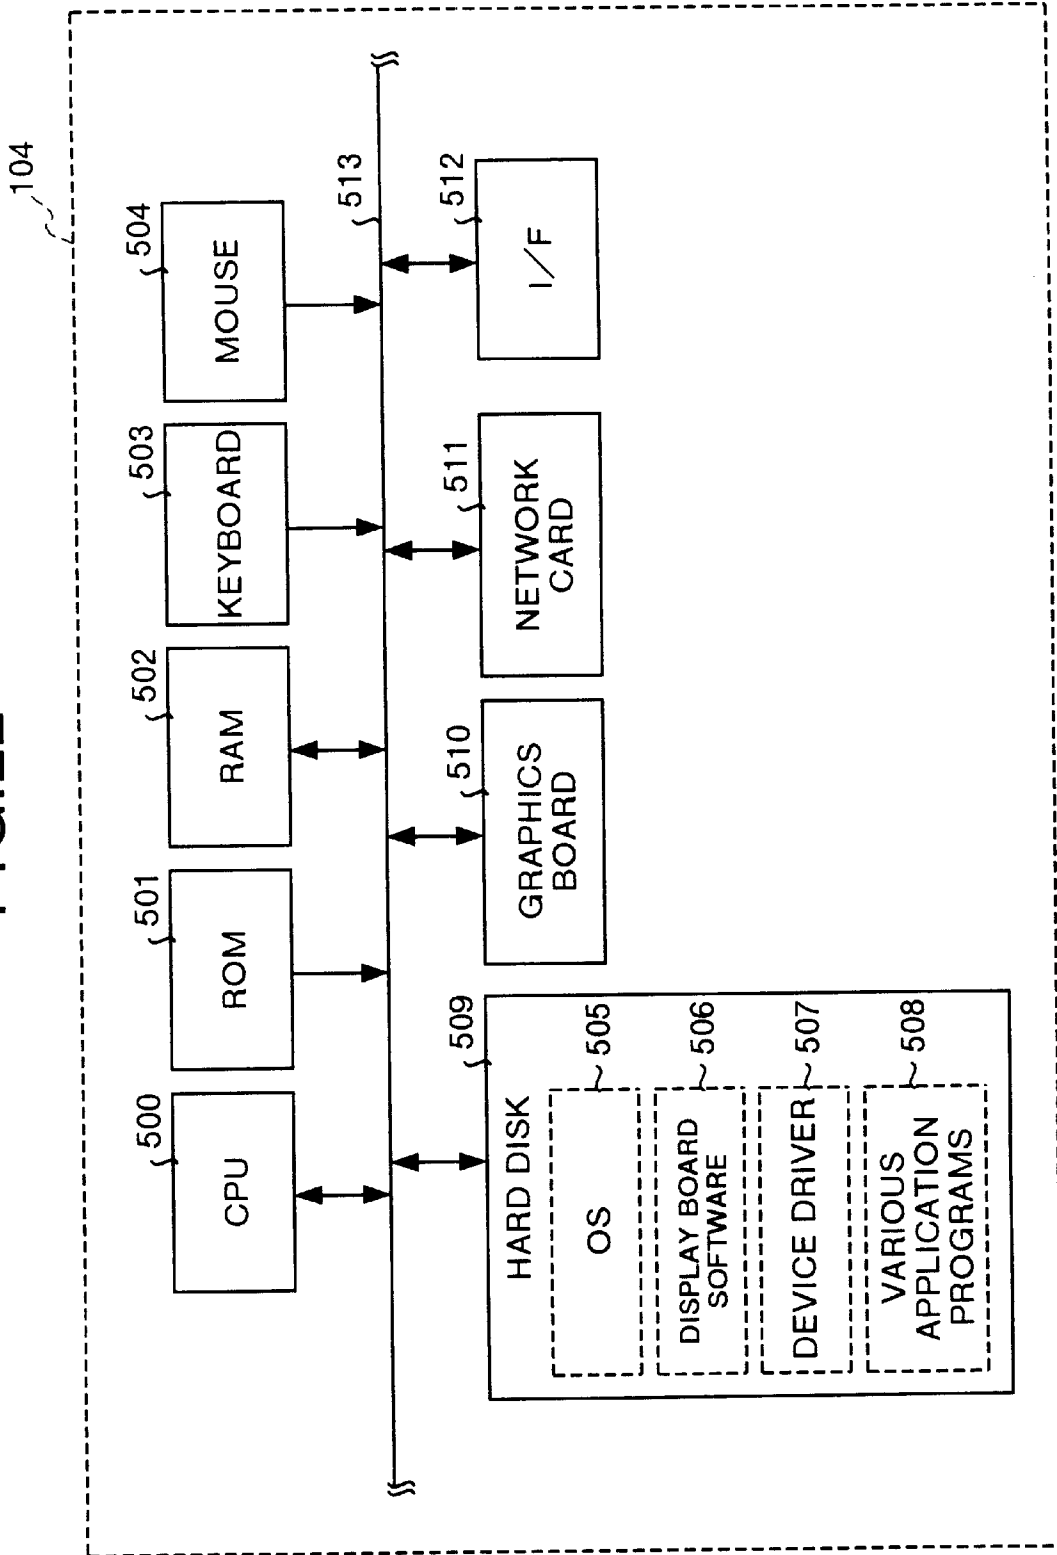 104
500
501
502
503
504
CPU
ROM
RAM
KEYBOARD
MOUSE
513
509
510
511
512
HARD DISK
OS
505
DISPLAY BOARD
SOFTWARE
506
DEVICE DRIVER
507
VARIOUS
APPLICATION
PROGRAMS
508
GRAPHICS
BOARD
NETWORK
CARD
I/F